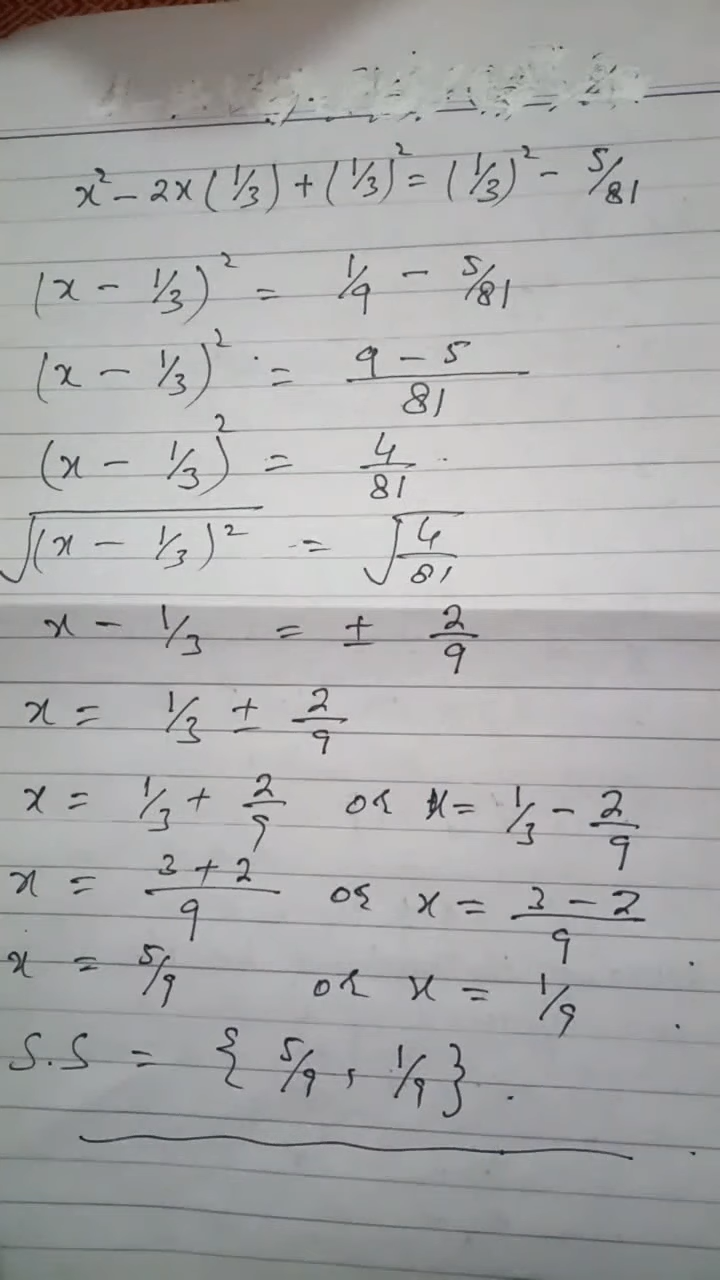 x² - 2x(1/3) + (1/3)² = (1/3)² - 5/81
(x - 1/3)² = 1/9 - 5/81
(x - 1/3)² = 9 - 5 / 81
(x - 1/3)² = 4/81
√(x - 1/3)² = √4/81
x - 1/3 = ± 2/9
x = 1/3 ± 2/9
x = 1/3 + 2/9 or x = 1/3 - 2/9
x = 3 + 2 / 9 or x = 3 - 2 / 9
x = 5/9 or x = 1/9
S.S = { 5/9 , 1/9 } .